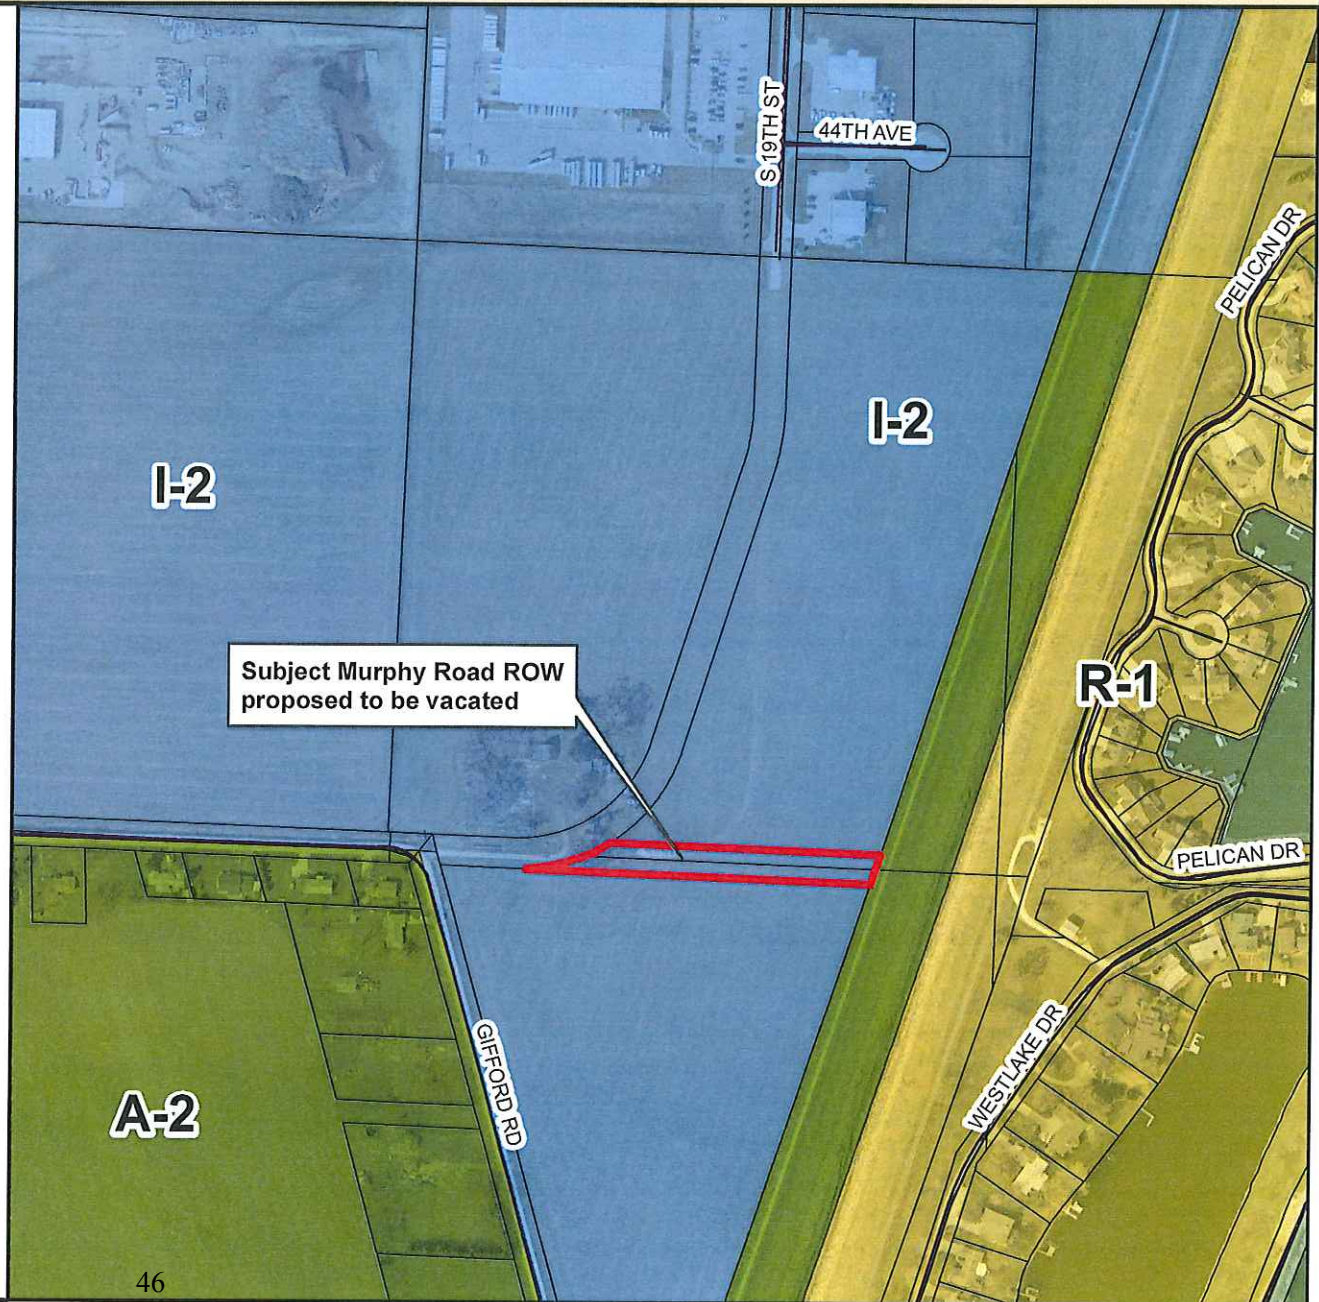 S 19TH ST
44TH AVE
PELICAN DR
I-2
I-2
Subject Murphy Road ROW
proposed to be vacated
R-1
PELICAN DR
GIFFORD RD
WESTLAKE DR
A-2
46